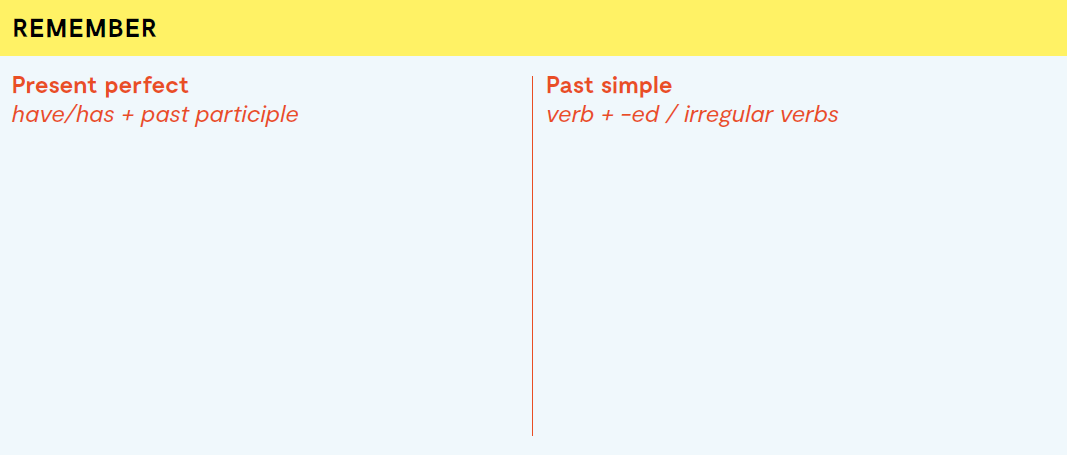 REMEMBER
Present perfect
have/has + past participle
Past simple
verb + -ed / irregular verbs